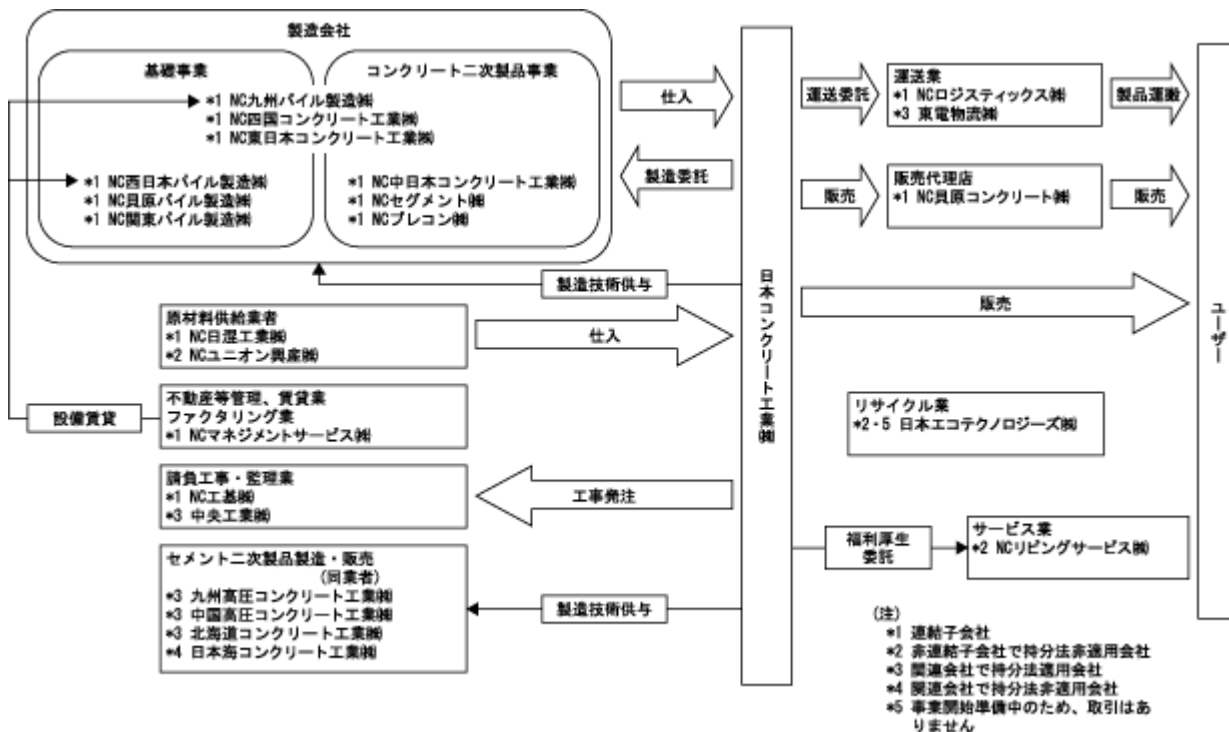 製造会社
基礎事業
コンクリート二次製品事業
*1 NC九州パイル製造㈱
*1 NC四国コンクリート工業㈱
*1 NC東日本コンクリート工業㈱
*1 NC西日本パイル製造㈱
*1 NC貝原パイル製造㈱
*1 NC関東パイル製造㈱
*1 NC中日本コンクリート工業㈱
*1 NCセグメント㈱
*1 NCプレコン㈱
仕入
製造委託
製造技術供与
原材料供給業者
*1 NC日混工業㈱
*2 NCユニオン興産㈱
仕入
不動産等管理、賃貸業
ファクタリング業
*1 NCマネジメントサービス㈱
設備賃貸
請負工事・監理業
*1 NC工基㈱
*3 中央工業㈱
工事発注
セメント二次製品製造・販売
(同業者)
*3 九州高圧コンクリート工業㈱
*3 中国高圧コンクリート工業㈱
*3 北海道コンクリート工業㈱
*4 日本海コンクリート工業㈱
製造技術供与
日本コンクリート工業㈱
運送委託
運送業
*1 NCロジスティックス㈱
*3 東電物流㈱
製品運搬
販売
販売代理店
*1 NC貝原コンクリート㈱
販売
販売
リサイクル業
*2・5 日本エコテクノロジーズ㈱
福利厚生
委託
サービス業
*2 NCリビングサービス㈱
ユーザー
(注)
*1 連結子会社
*2 非連結子会社で持分法非適用会社
*3 関連会社で持分法適用会社
*4 関連会社で持分法非適用会社
*5 事業開始準備中のため、取引はあ
りません